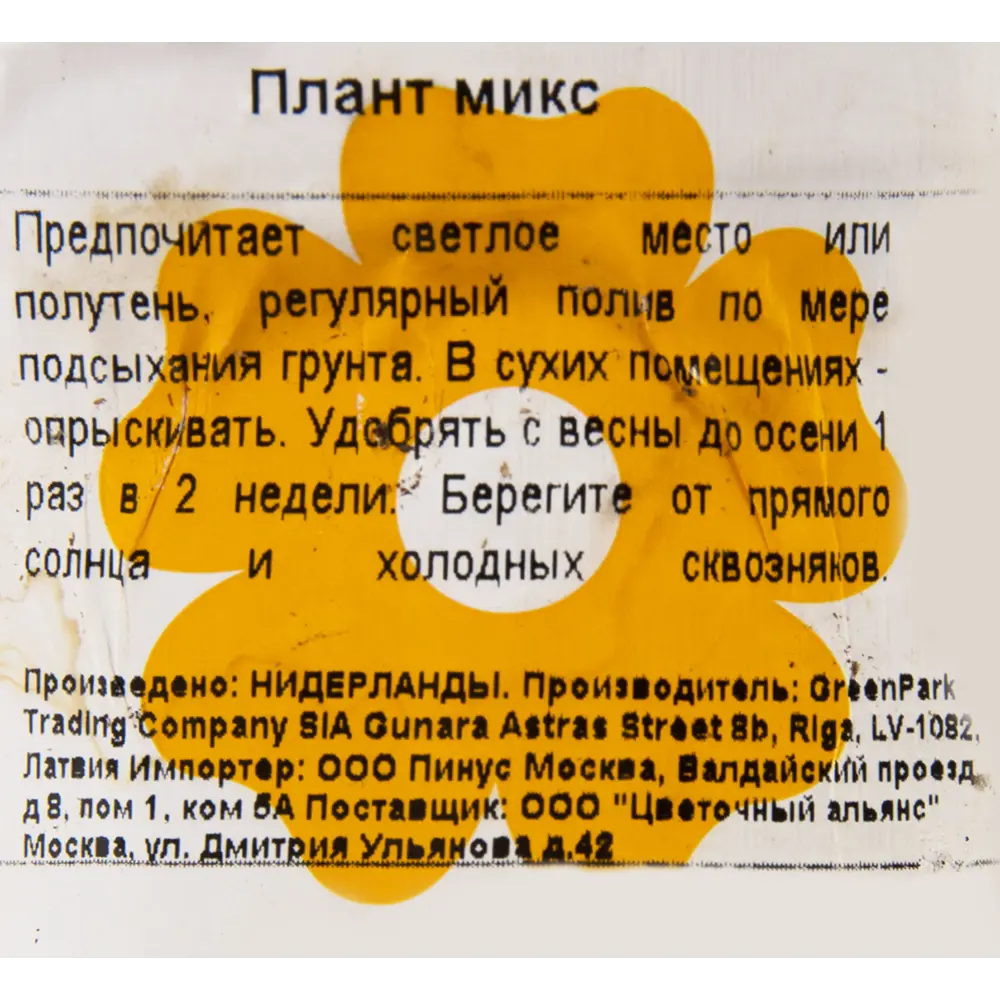 Плант микс
Предпочитает светлое место или
полутень, регулярный полив по мере
подсыхания грунта. В сухих помещениях -
опрыскивать. Удобрять с весны до осени 1
раз в 2 недели. Берегите от прямого
солнца и холодных сквозняков.
Произведено: НИДЕРЛАНДЫ. Производитель: GreenPark
Trading Company SIA Gunara Astras Street 8b, Riga, LV-1082,
Латвия Импортер: ООО Пинус Москва, Валдайский проезд,
д 8, пом 1, ком 6А Поставщик: ООО "Цветочный альянс"
Москва, ул. Дмитрия Ульянова д.42